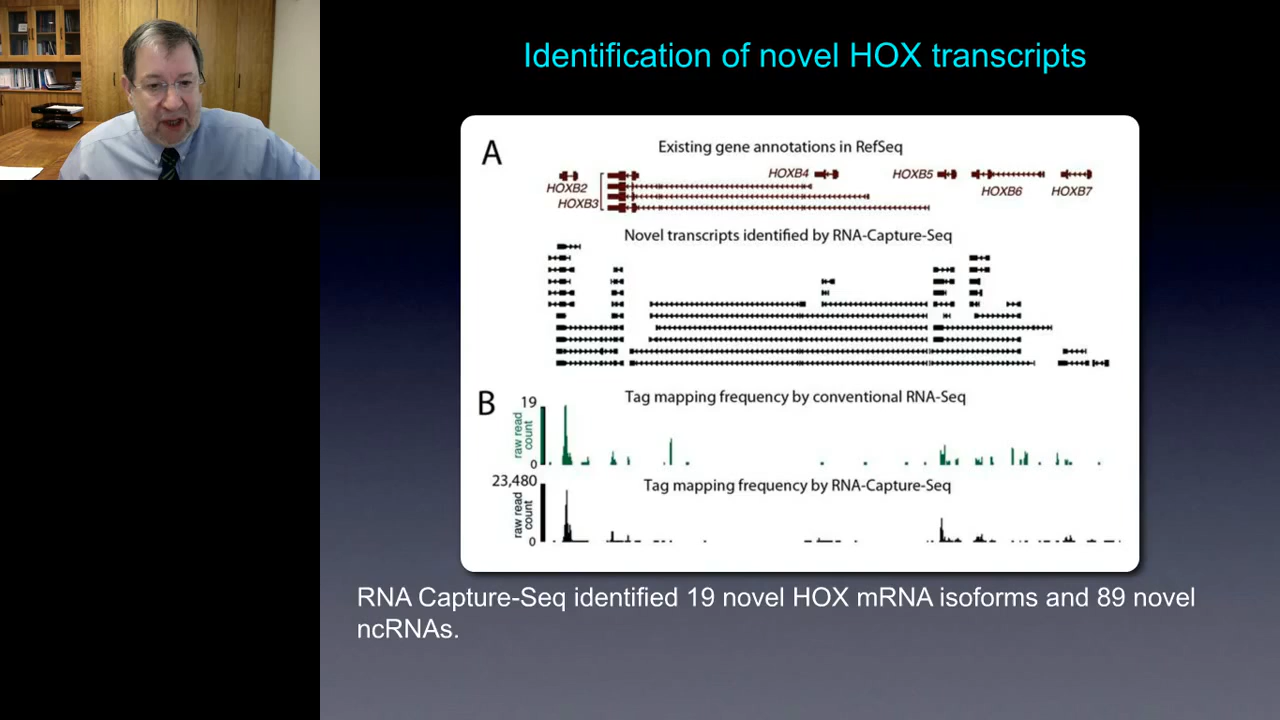 Identification of novel HOX transcripts
A
Existing gene annotations in RefSeq
HOXB2
HOXB3
HOXB4
HOXB5
HOXB6
HOXB7
Novel transcripts identified by RNA-Capture-Seq
B
Tag mapping frequency by conventional RNA-Seq
19
raw read
count
0
Tag mapping frequency by RNA-Capture-Seq
23,480
raw read
count
0
RNA Capture-Seq identified 19 novel HOX mRNA isoforms and 89 novel
ncRNAs.